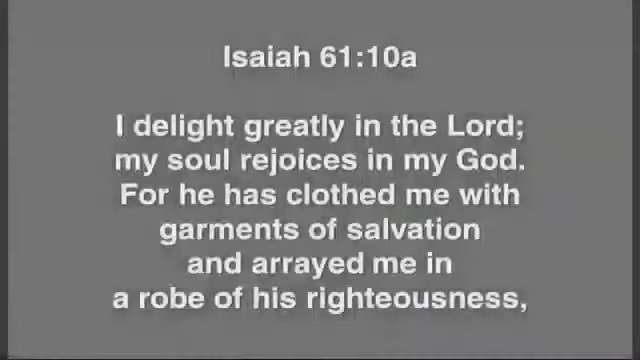 Isaiah 61:10a
I delight greatly in the Lord;
my soul rejoices in my God.
For he has clothed me with
garments of salvation
and arrayed me in
a robe of his righteousness,